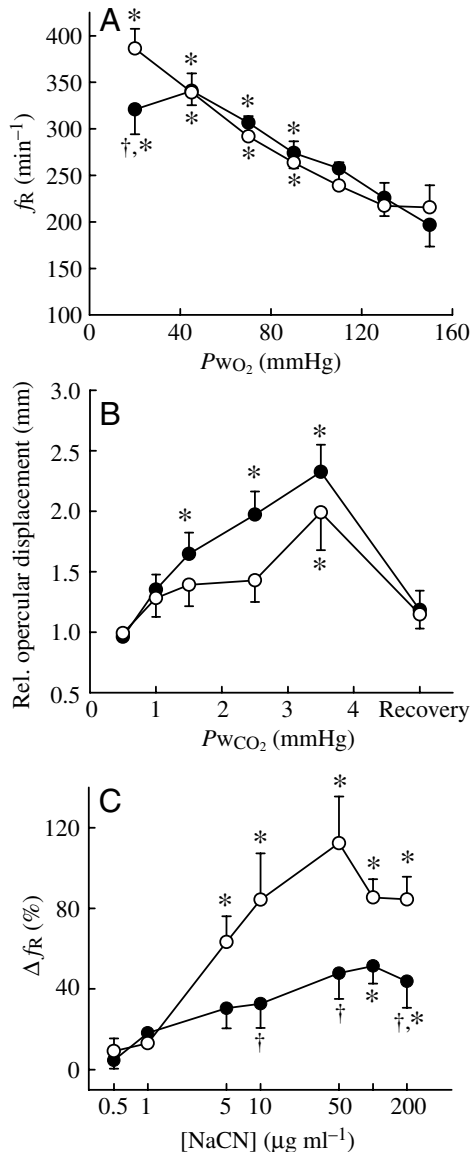 A
400
350
300
250
200
150
100
fR (min–1)
* * * *
†,* * * *
0 40 80 120 160
PwO2 (mmHg)
B
3.0
2.5
2.0
1.5
1.0
0.5
Rel. opercular displacement (mm)
* * *
*
0 1 2 3 4 Recovery
PwCO2 (mmHg)
C
120
80
40
0
ΔfR (%)
* * * * *
† † * †,*
0.5 1 5 10 50 200
[NaCN] (μg ml–1)